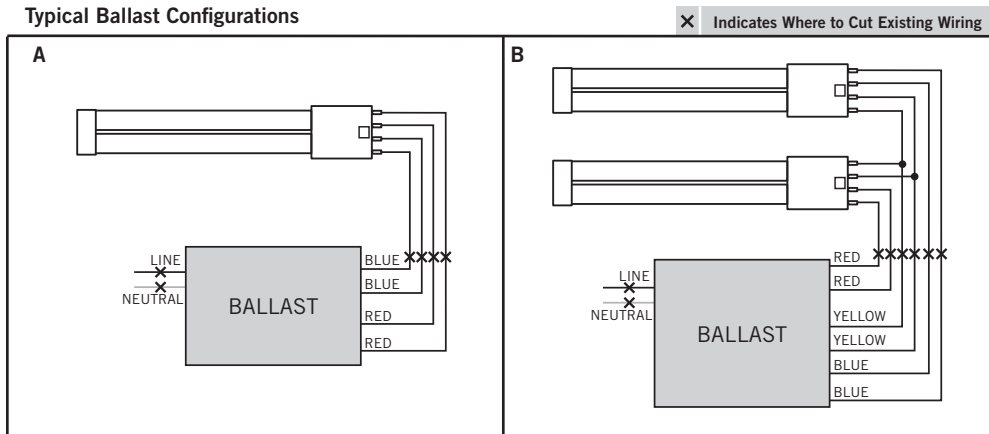 Typical Ballast Configurations
X Indicates Where to Cut Existing Wiring
A
LINE
NEUTRAL
BALLAST
BLUE
BLUE
RED
RED
B
LINE
NEUTRAL
BALLAST
RED
RED
YELLOW
YELLOW
BLUE
BLUE